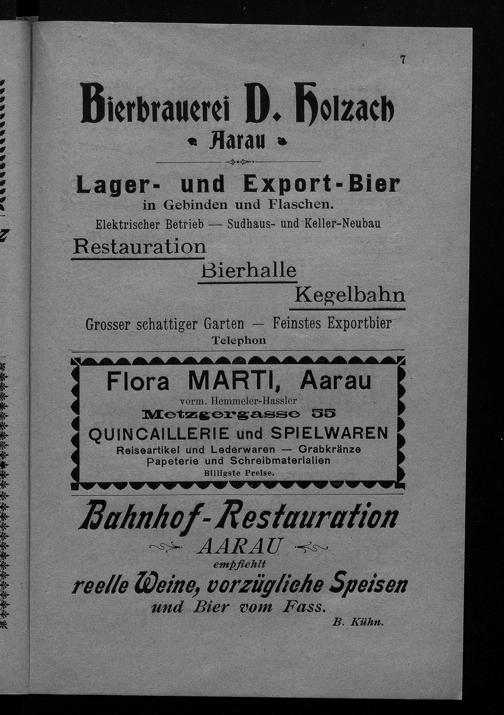 7
Bierbrauerei D. Holzach
Aarau
Lager- und Export-Bier
in Gebinden und Flaschen.
Elektrischer Betrieb — Sudhaus- und Keller-Neubau
Restauration
Bierhalle
Kegelbahn
Grosser schattiger Garten — Feinstes Exportbier
Telephon
Flora MARTI, Aarau
vorm. Hemmeler-Hassler
Metzgergasse 55
QUINCAILLERIE und SPIELWAREN
Reiseartikel und Lederwaren — Grabkränze
Papeterie und Schreibmaterialien
Billigste Preise.
Bahnhof-Restauration
AARAU
empfiehlt
reelle Weine, vorzügliche Speisen
und Bier vom Fass.
B. Kühn.